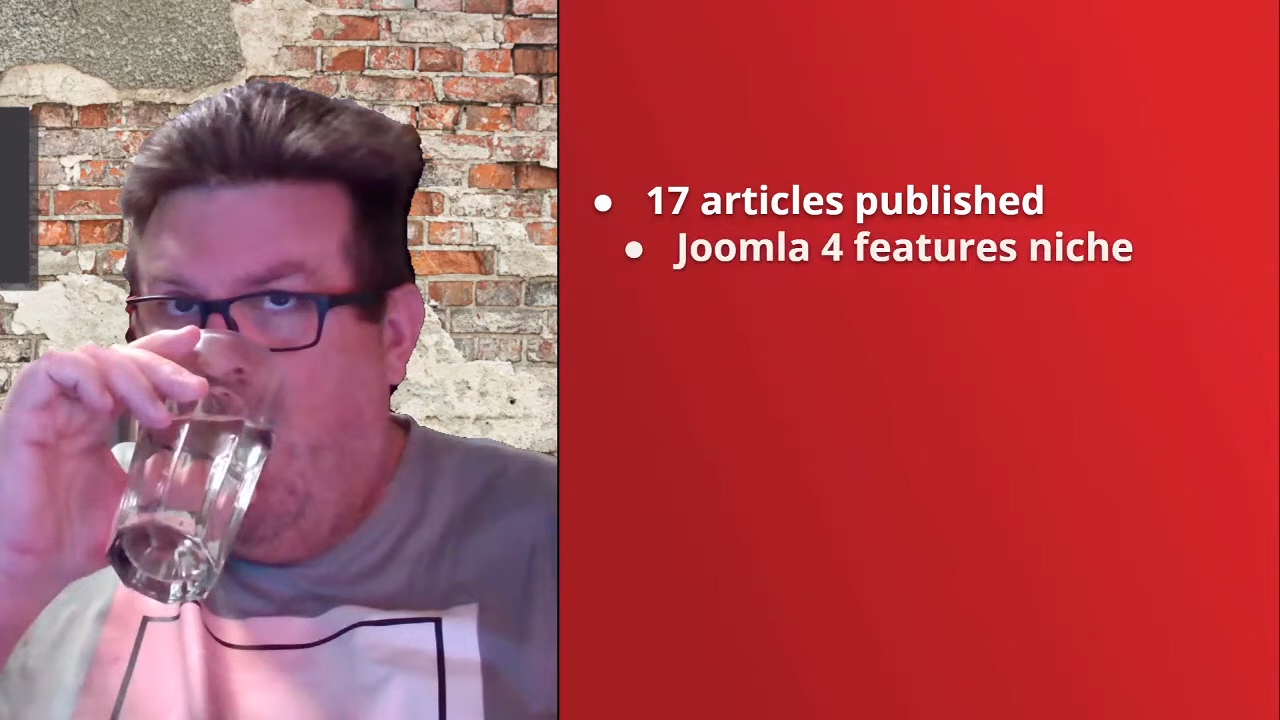 • 17 articles published
• Joomla 4 features niche